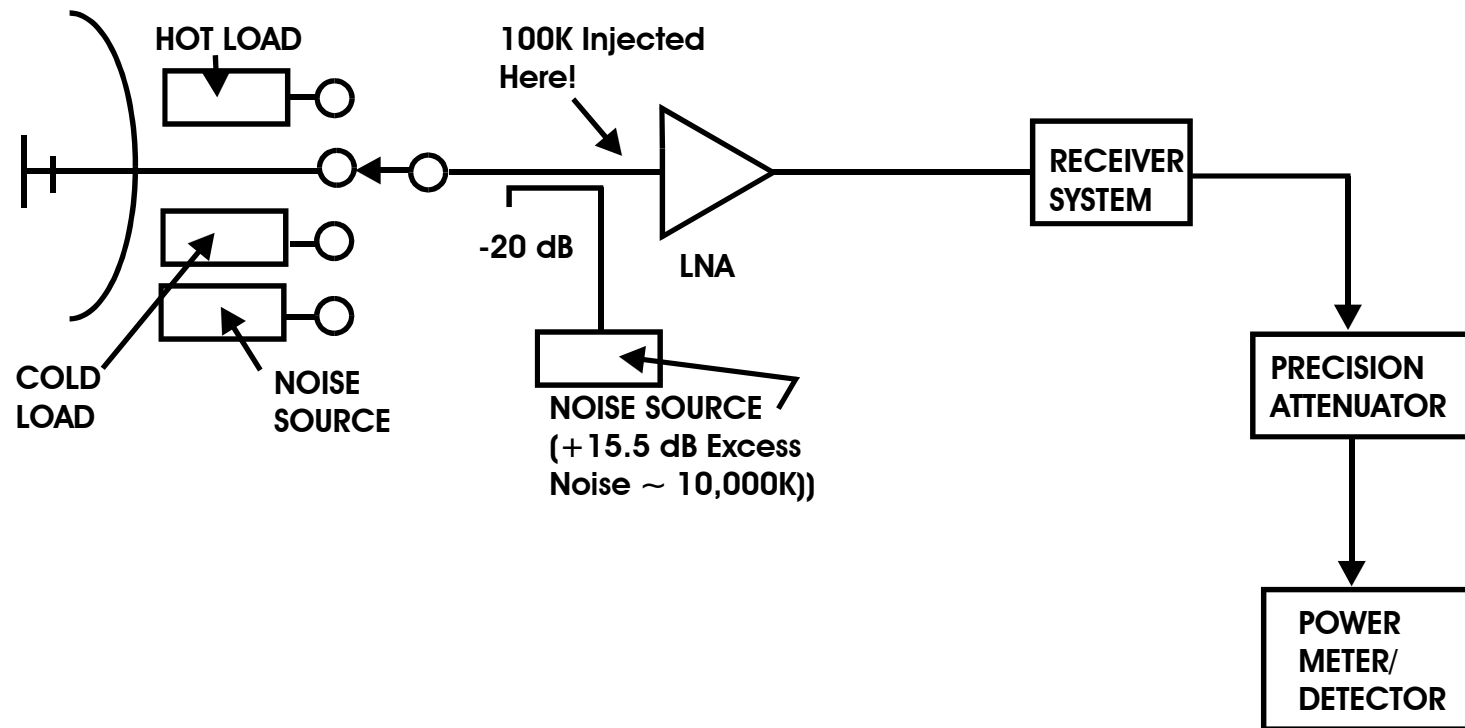 HOT LOAD
100K Injected
Here!
RECEIVER
SYSTEM
-20 dB
LNA
COLD
LOAD
NOISE
SOURCE
NOISE SOURCE
(+15.5 dB Excess
Noise ~ 10,000K))
PRECISION
ATTENUATOR
POWER
METER/
DETECTOR